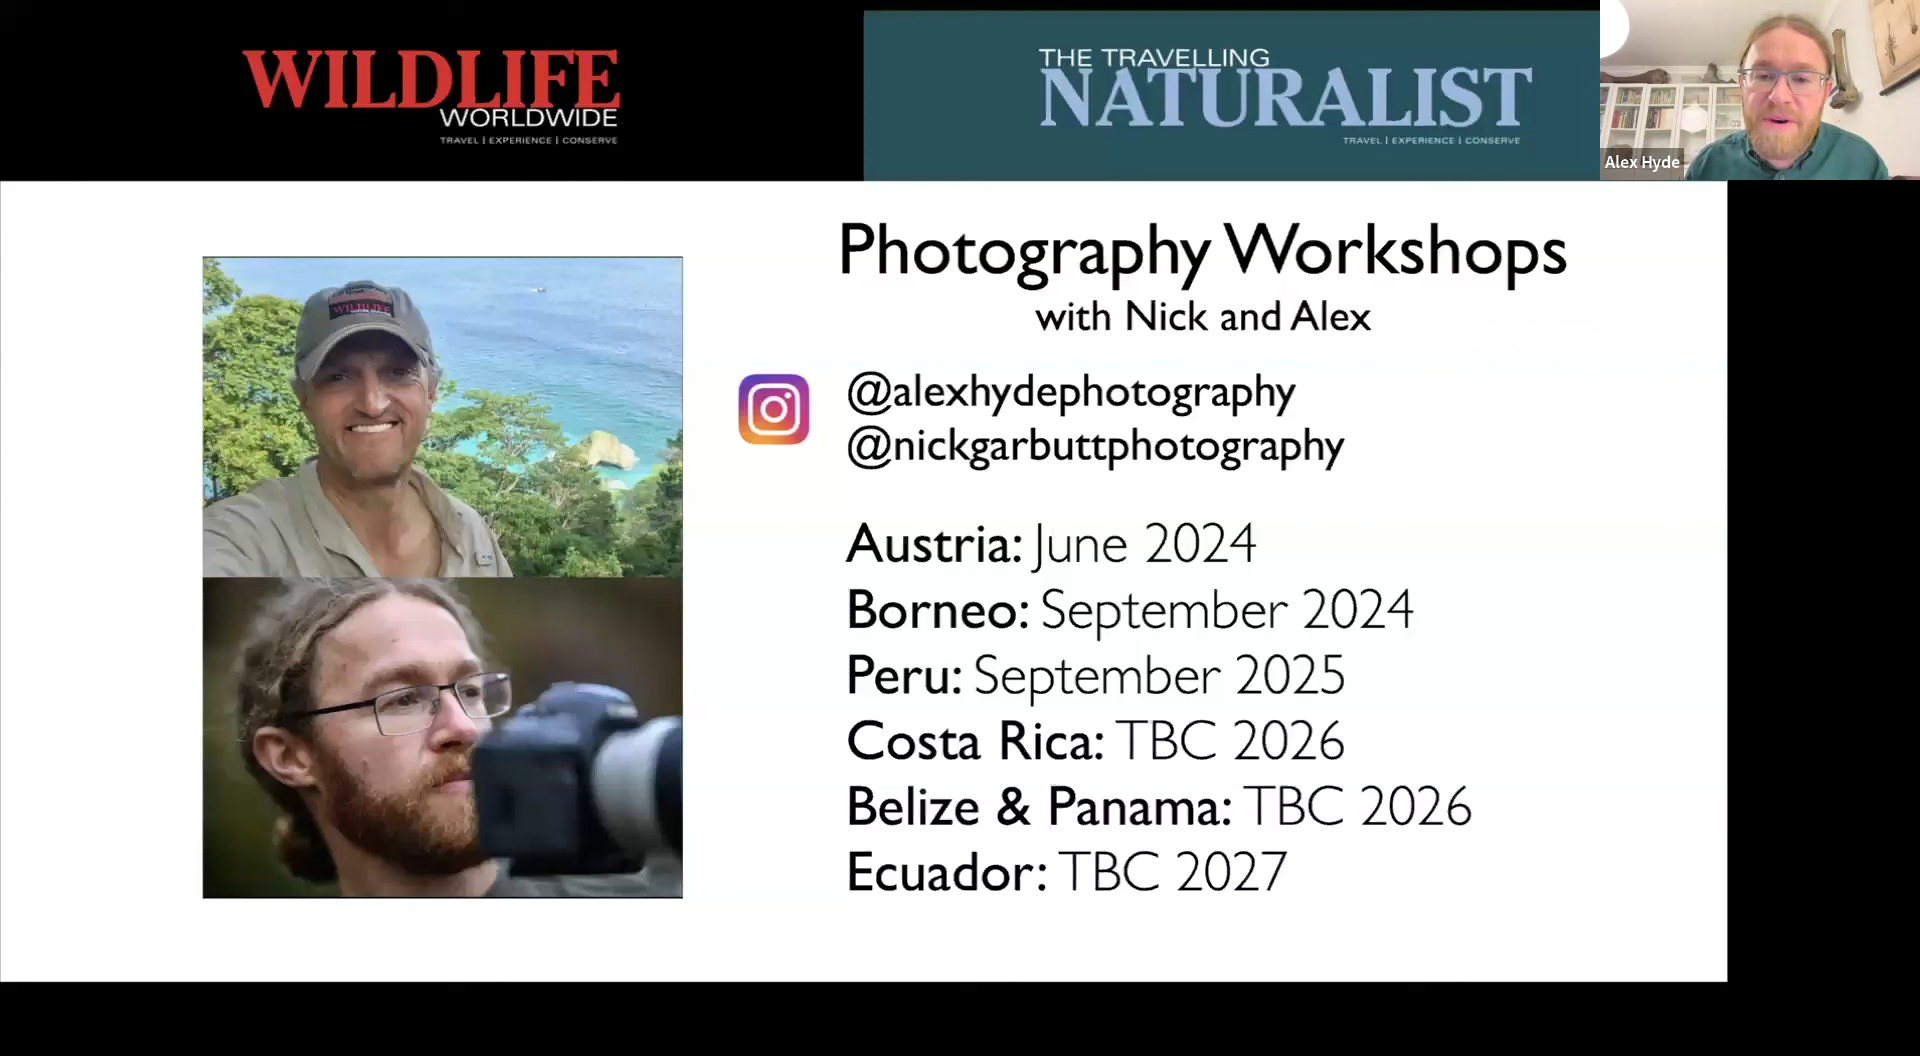 WILDLIFE
WORLDWIDE
TRAVEL | EXPERIENCE | CONSERVE
THE TRAVELLING
NATURALIST
TRAVEL | EXPERIENCE | CONSERVE
Alex Hyde
Photography Workshops
with Nick and Alex
@alexhydephotography
@nickgarbuttphotography
Austria: June 2024
Borneo: September 2024
Peru: September 2025
Costa Rica: TBC 2026
Belize & Panama: TBC 2026
Ecuador: TBC 2027
WILDLIFE